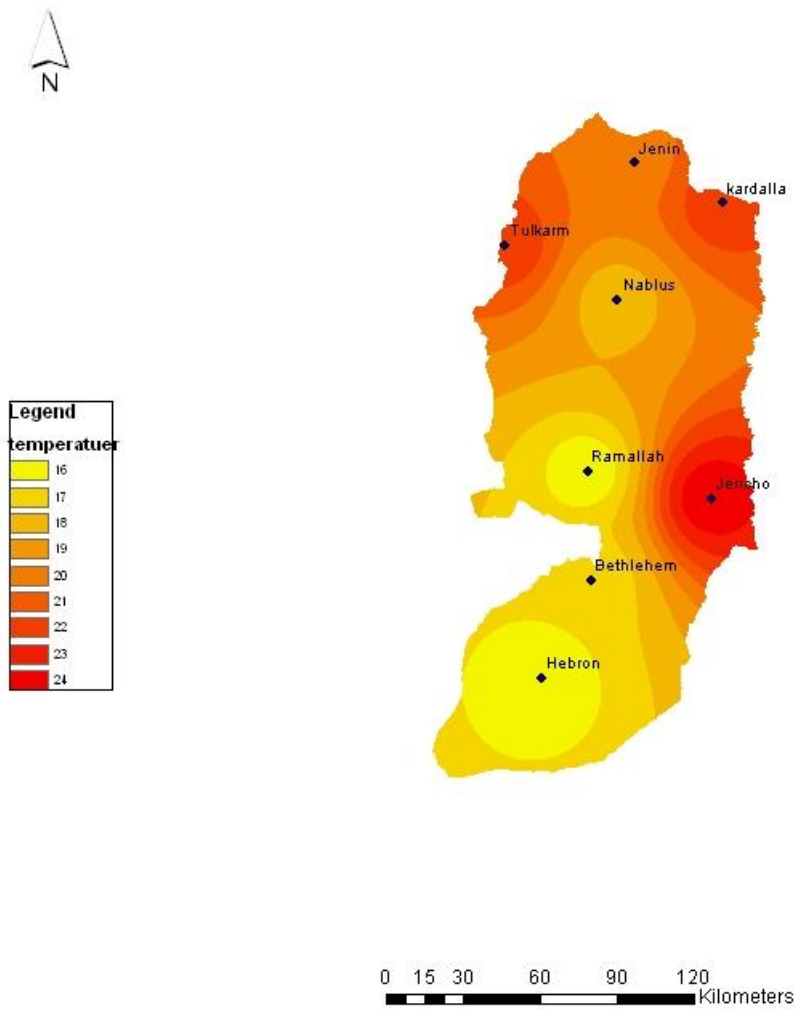 N
Jenin
kardalla
Tulkarm
Nablus
Legend
temperatuer
16
17
18
19
20
21
22
23
24
Ramallah
Jericho
Bethlehem
Hebron
0 15 30 60 90 120
Kilometers